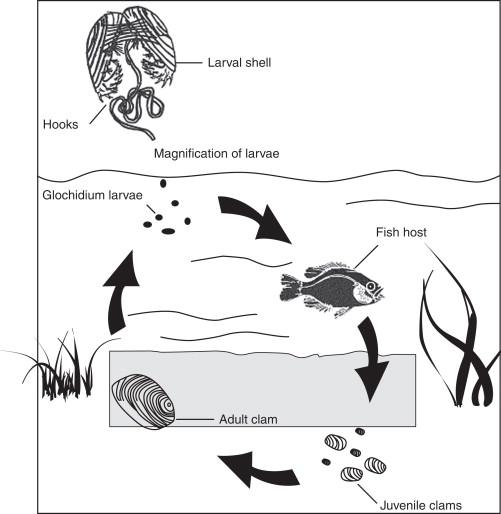 Larval shell
Hooks
Magnification of larvae
Glochidium larvae
Fish host
Adult clam
Juvenile clams